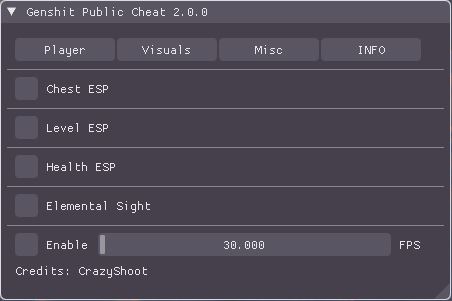 Genshit Public Cheat 2.0.0
Player Visuals Misc INFO
Chest ESP
Level ESP
Health ESP
Elemental Sight
Enable 30.000 FPS
Credits: CrazyShoot